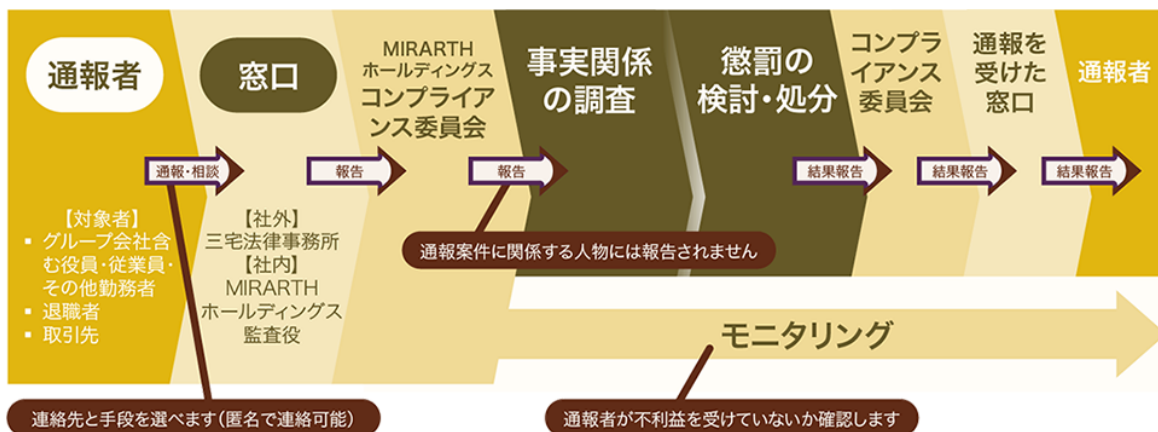 通報者
窓口
MIRARTH
ホールディングス
コンプライア
ンス委員会
事実関係
の調査
懲罰の
検討・処分
コンプラ
イアンス
委員会
通報を
受けた
窓口
通報者
通報・相談
報告
報告
結果報告
結果報告
結果報告
【対象者】
▪ グループ会社含
む役員・従業員・
その他勤務者
▪ 退職者
▪ 取引先
【社外】
三宅法律事務所
【社内】
MIRARTH
ホールディングス
監査役
通報案件に関係する人物には報告されません
モニタリング
連絡先と手段を選べます(匿名で連絡可能)
通報者が不利益を受けていないか確認します